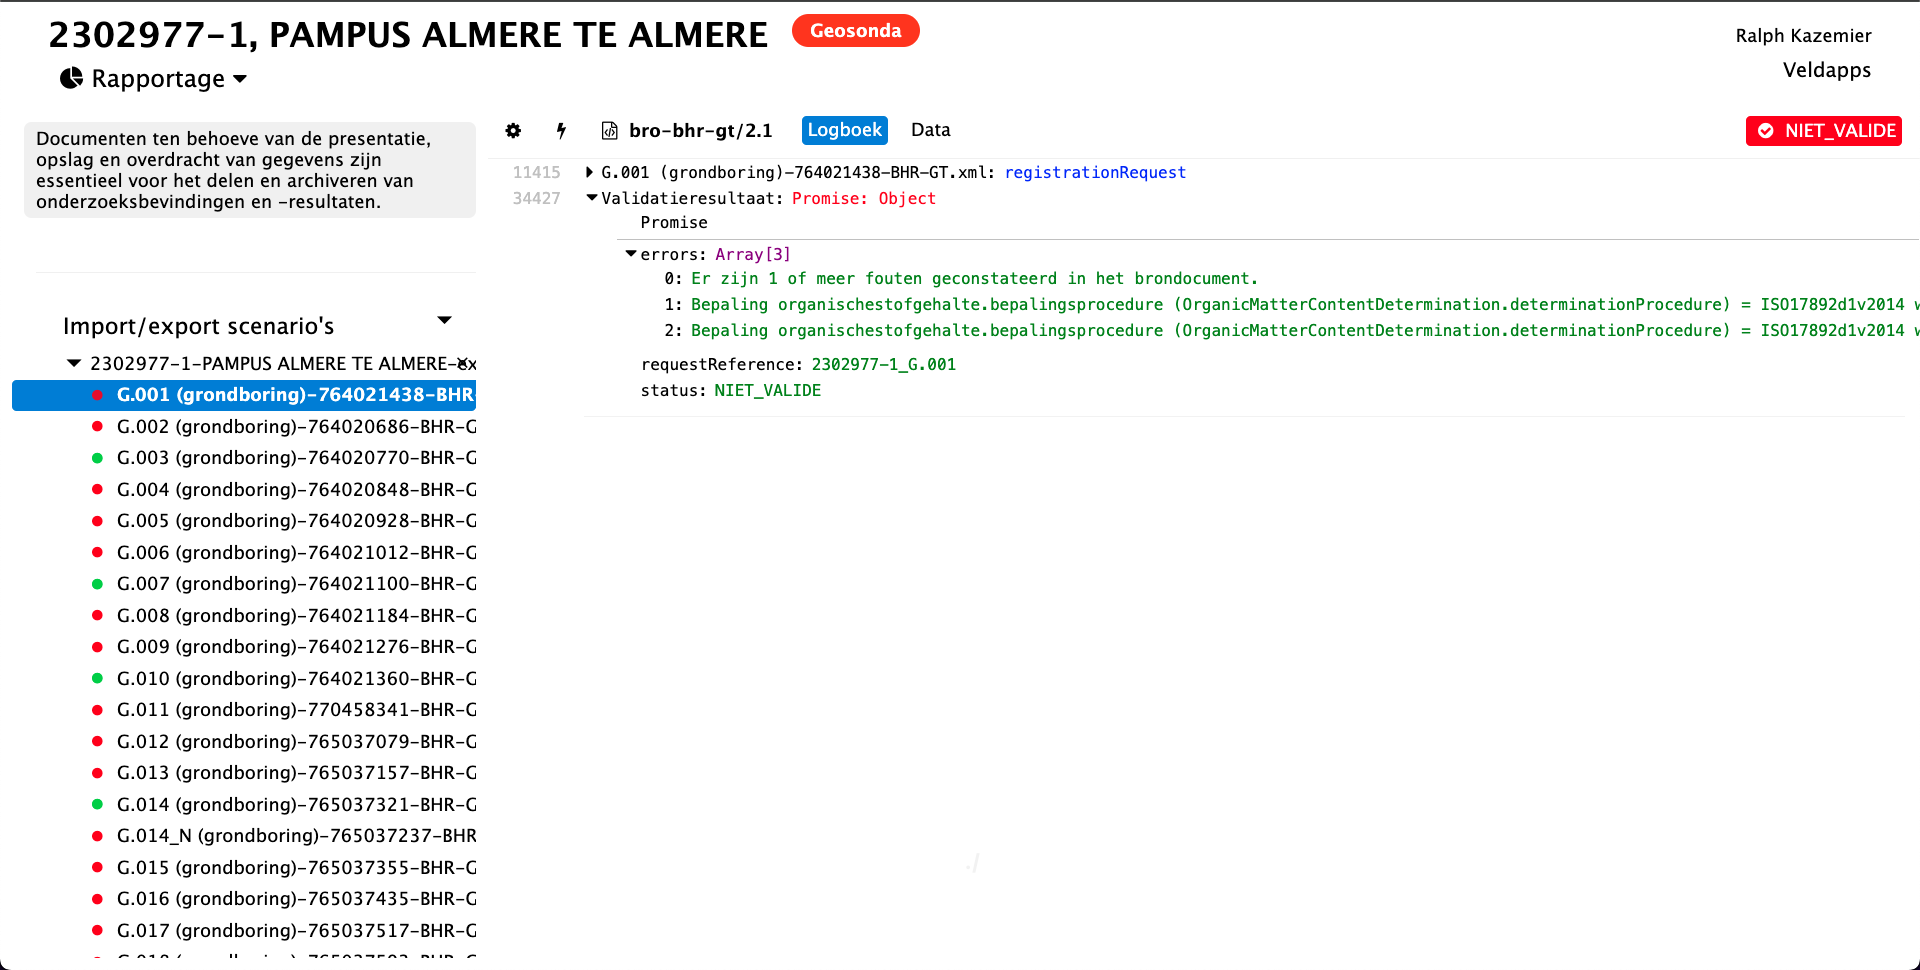 2302977-1, PAMPUS ALMERE TE ALMERE
Geosonda
Ralph Kazemier
Rapportage
Veldapps
Documenten ten behoeve van de presentatie,
opslag en overdracht van gegevens zijn
essentieel voor het delen en archiveren van
onderzoeksbevindingen en -resultaten.
bro-bhr-gt/2.1
Logboek
Data
NIET_VALIDE
11415
G.001 (grondboring)-764021438-BHR-GT.xml: registrationRequest
34427
Validatieresultaat: Promise: Object
Promise
errors: Array[3]
0: Er zijn 1 of meer fouten geconstateerd in het brondocument.
1: Bepaling organischestofgehalte.bepalingsprocedure (OrganicMatterContentDetermination.determinationProcedure) = ISO17892d1v2014
2: Bepaling organischestofgehalte.bepalingsprocedure (OrganicMatterContentDetermination.determinationProcedure) = ISO17892d1v2014
requestReference: 2302977-1_G.001
status: NIET_VALIDE
Import/export scenario's
2302977-1-PAMPUS ALMERE TE ALMERE-
G.001 (grondboring)-764021438-BHR
G.002 (grondboring)-764020686-BHR-G
G.003 (grondboring)-764020770-BHR-G
G.004 (grondboring)-764020848-BHR-G
G.005 (grondboring)-764020928-BHR-G
G.006 (grondboring)-764021012-BHR-G
G.007 (grondboring)-764021100-BHR-G
G.008 (grondboring)-764021184-BHR-G
G.009 (grondboring)-764021276-BHR-G
G.010 (grondboring)-764021360-BHR-G
G.011 (grondboring)-770458341-BHR-G
G.012 (grondboring)-765037079-BHR-G
G.013 (grondboring)-765037157-BHR-G
G.014 (grondboring)-765037321-BHR-G
G.014_N (grondboring)-765037237-BHR
G.015 (grondboring)-765037355-BHR-G
G.016 (grondboring)-765037435-BHR-G
G.017 (grondboring)-765037517-BHR-G